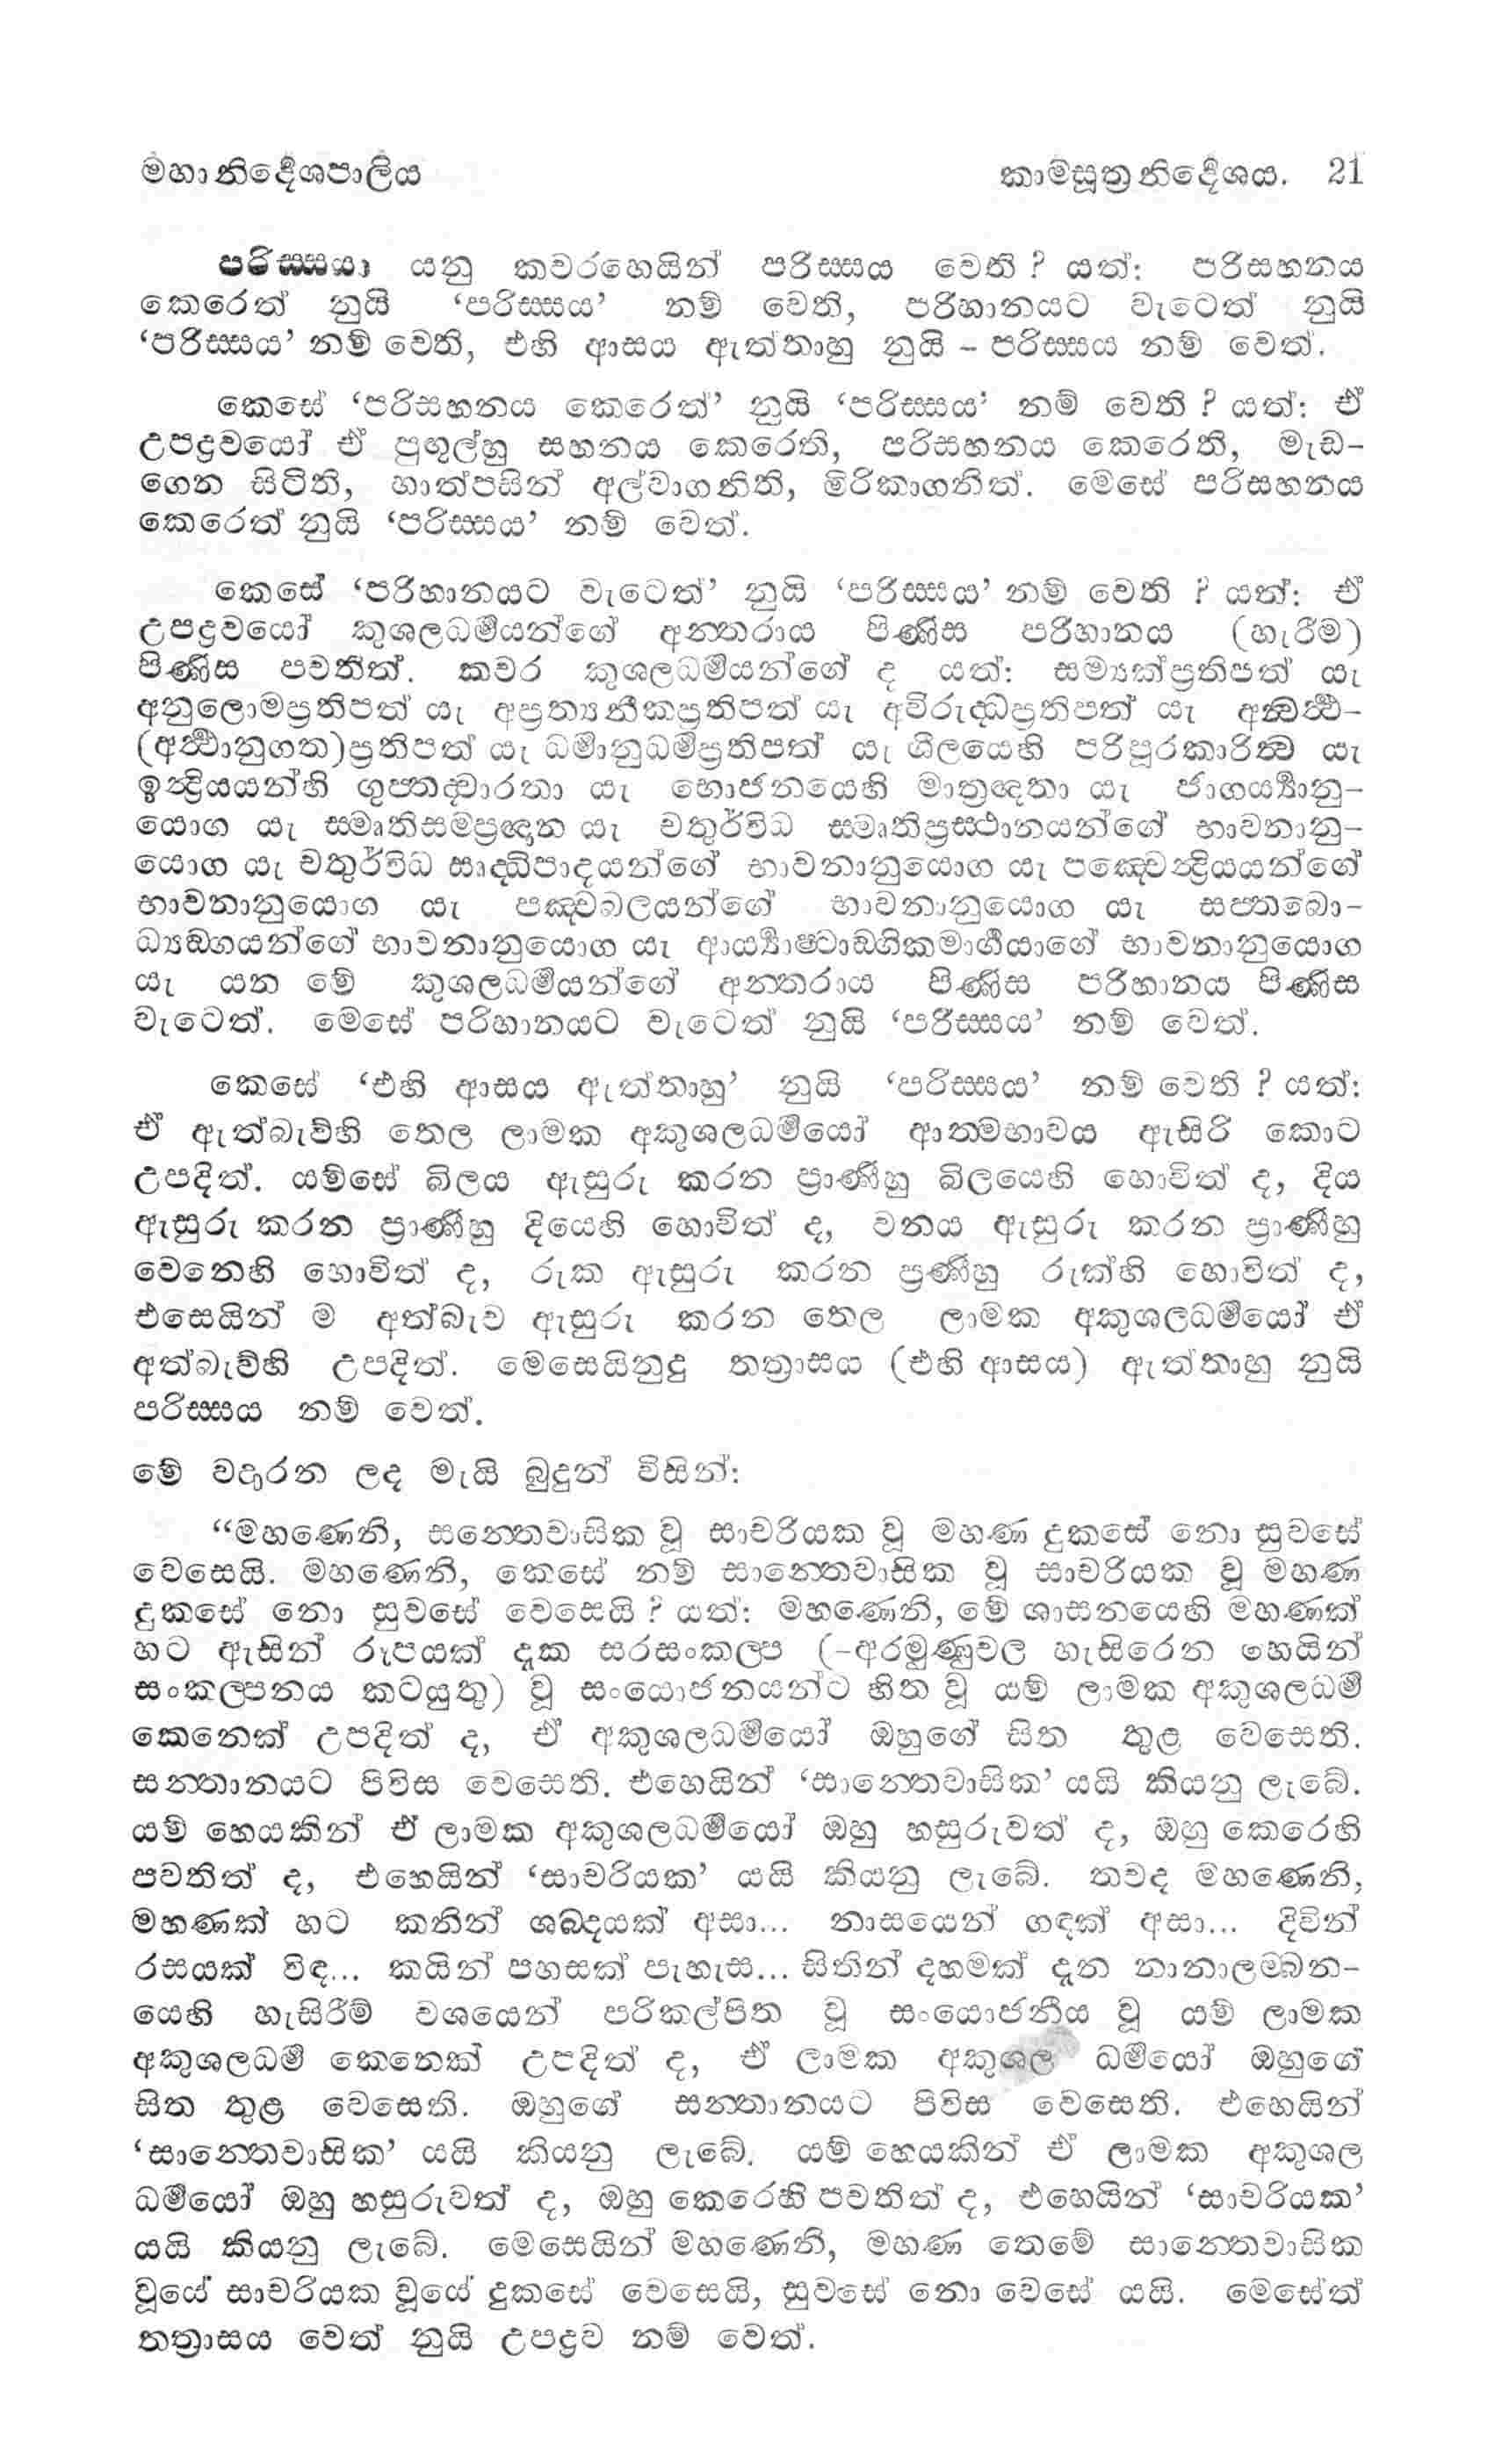 මහානිර්‍දේශපාලිය කාමසූත්‍රනිර්‍දේශය. 21
පරිස්සයා යනු කවරහෙයින් පරිස්සය වෙති ? යත්: පරිසහනය
කෙරෙත් නුයි ‘පරිස්සය’ නම් වෙති, පරිහානයට වැටෙත් නුයි
‘පරිස්සය’ නම් වෙති, එහි ආසය ඇත්තාහු නුයි - පරිස්සය නම් වෙත්.
කෙසේ ‘පරිසහනය කෙරෙත්’ නුයි ‘පරිස්සය’ නම් වෙති ? යත්: ඒ
උපද්‍රවයෝ ඒ පුඟුල්හු සහනය කෙරෙති, පරිසහනය කෙරෙති, මැඩ-
ගෙන සිටිති, හාත්පසින් අල්වාගනිති, මිරිකාගනිත්. මෙසේ පරිසහනය
කෙරෙත් නුයි ‘පරිස්සය’ නම් වෙත්.
කෙසේ ‘පරිහානයට වැටෙත්’ නුයි ‘පරිස්සය’ නම් වෙති ? යත්: ඒ
උපද්‍රවයෝ කුශලධර්‍මයන්ගේ අන්තරාය පිණිස පරිහානය (හැරීම)
පිණිස පවතිත්. කවර කුශලධර්‍මයන්ගේ ද යත්: සම්‍යක්ප්‍රතිපත් යැ
අනුලොමප්‍රතිපත් යැ අප්‍රත්‍යනීකප්‍රතිපත් යැ අවිරුද්ධප්‍රතිපත් යැ අන්වර්‍ථ-
(අර්‍ථානුගත)ප්‍රතිපත් යැ ධර්‍මානුධර්‍මප්‍රතිපත් යැ ශීලයෙහි පරිපූරකාරිත්‍ව යැ
ඉන්ද්‍රියයන්හි ගුප්තද්වාරතා යැ භොජනයෙහි මාත්‍රඥතා යැ ජාගර්‍ය්‍යානු-
යොග යැ ස්මෘතිසම්ප්‍රඥාන යැ චතුර්විධ ස්මෘතිප්‍රස්ථානයන්ගේ භාවනානු-
යොග යැ චතුර්විධ ඍද්ධිපාදයන්ගේ භාවනානුයොග යැ පඤ්චෙන්ද්‍රියයන්ගේ
භාවනානුයොග යැ පඤ්චබලයන්ගේ භාවනානුයොග යැ සප්තබො-
ධ්‍යඞ්ගයන්ගේ භාවනානුයොග යැ ආර්‍ය්‍යාෂ්ටාඞ්ගිකමාර්‍ගයාගේ භාවනානුයොග
යැ යන මේ කුශලධර්‍මයන්ගේ අන්තරාය පිණිස පරිහානය පිණිස
වැටෙත්. මෙසේ පරිහානයට වැටෙත් නුයි ‘පරිස්සය’ නම් වෙත්.
කෙසේ ‘එහි ආසය ඇත්තාහු’ නුයි ‘පරිස්සය’ නම් වෙති ? යත්:
ඒ ඇත්බැව්හි තෙල ලාමක අකුශලධර්‍මයෝ ආත්මභාවය ඇසිරි කොට
උපදිත්. යම්සේ බිලය ඇසුරු කරන ප්‍රාණීහු බිලයෙහි හොවිත් ද, දිය
ඇසුරු කරන ප්‍රාණීහු දියෙහි හොවිත් ද, වනය ඇසුරු කරන ප්‍රාණීහු
වෙනෙහි හොවිත් ද, රුක ඇසුරු කරන ප්‍රණීහු රුක්හි හොවිත් ද,
එසෙයින් ම අත්බැව ඇසුරු කරන තෙල ලාමක අකුශලධර්‍මයෝ ඒ
අත්බැව්හි උපදිත්. මෙසෙයිනුදු තත්‍රාසය (එහි ආසය) ඇත්තාහු නුයි
පරිස්සය නම් වෙත්.
මේ වදාරන ලද මැයි බුදුන් විසින්:
“මහණෙනි, සන්තෙවාසික වූ සාචරියක වූ මහණ දුකසේ නො සුවසේ
වෙසෙයි. මහණෙනි, කෙසේ නම් සාන්තෙවාසික වූ සාචරියක වූ මහණ
දුකසේ නො සුවසේ වෙසෙයි ? යත්: මහණෙනි, මේ ශාසනයෙහි මහණක්
හට ඇසින් රූපයක් දැක සරසංකල්ප (-අරමුණුවල හැසිරෙන හෙයින්
සංකල්පනය කටයුතු) වූ සංයොජනයන්ට හිත වූ යම් ලාමක අකුශලධර්‍ම
කෙනෙක් උපදිත් ද, ඒ අකුශලධර්‍මයෝ ඔහුගේ සිත තුළ වෙසෙති.
සන්තානයට පිවිස වෙසෙති. එහෙයින් ‘සාන්තෙවාසික’ යයි කියනු ලැබේ.
යම් හෙයකින් ඒ ලාමක අකුශලධර්‍මයෝ ඔහු හසුරුවත් ද, ඔහු කෙරෙහි
පවතිත් ද, එහෙයින් ‘සාචරියක’ යයි කියනු ලැබේ. තවද මහණෙනි,
මහණක් හට කනින් ශබ්දයක් අසා... නාසයෙන් ගඳක් අසා... දිවින්
රසයක් විඳ... කයින් පහසක් පැහැස... සිතින් දහමක් දැන නානාලම්බන-
යෙහි හැසිරීම් වශයෙන් පරිකල්පිත වූ සංයොජනීය වූ යම් ලාමක
අකුශලධර්‍ම කෙනෙක් උපදිත් ද, ඒ ලාමක අකුශල ධර්‍මයෝ ඔහුගේ
සිත තුළ වෙසෙති. ඔහුගේ සන්තානයට පිවිස වෙසෙති. එහෙයින්
‘සාන්තෙවාසික’ යයි කියනු ලැබේ. යම් හෙයකින් ඒ ලාමක අකුශල
ධර්‍මයෝ ඔහු හසුරුවත් ද, ඔහු කෙරෙහි පවතිත් ද, එහෙයින් ‘සාචරියක’
යයි කියනු ලැබේ. මෙසෙයින් මහණෙනි, මහණ තෙමේ සාන්තෙවාසික
වූයේ සාචරියක වූයේ දුකසේ වෙසෙයි, සුවසේ නො වෙසේ යයි. මෙසේත්
තත්‍රාසය වෙත් නුයි උපද්‍රව නම් වෙත්.